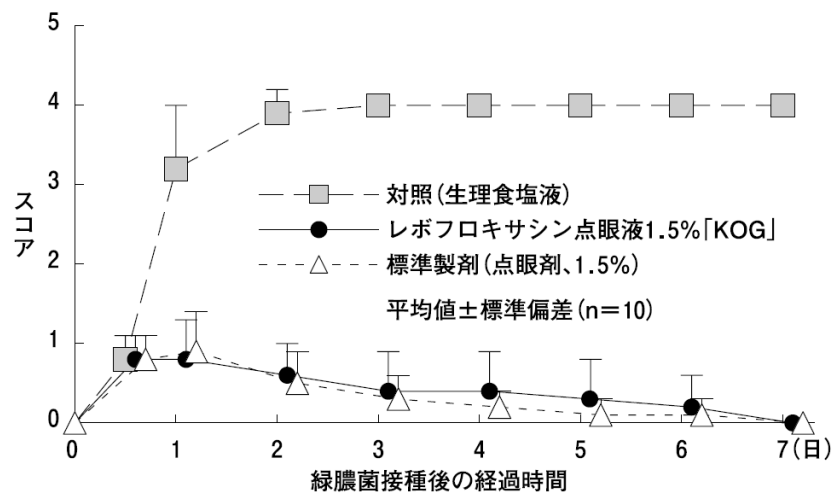 5
4
3
2
1
0
スコア
対照(生理食塩液)
レボフロキサシン点眼液1.5%「KOG」
標準製剤(点眼剤、1.5%)
平均値±標準偏差(n=10)
0 1 2 3 4 5 6 7(日)
緑膿菌接種後の経過時間